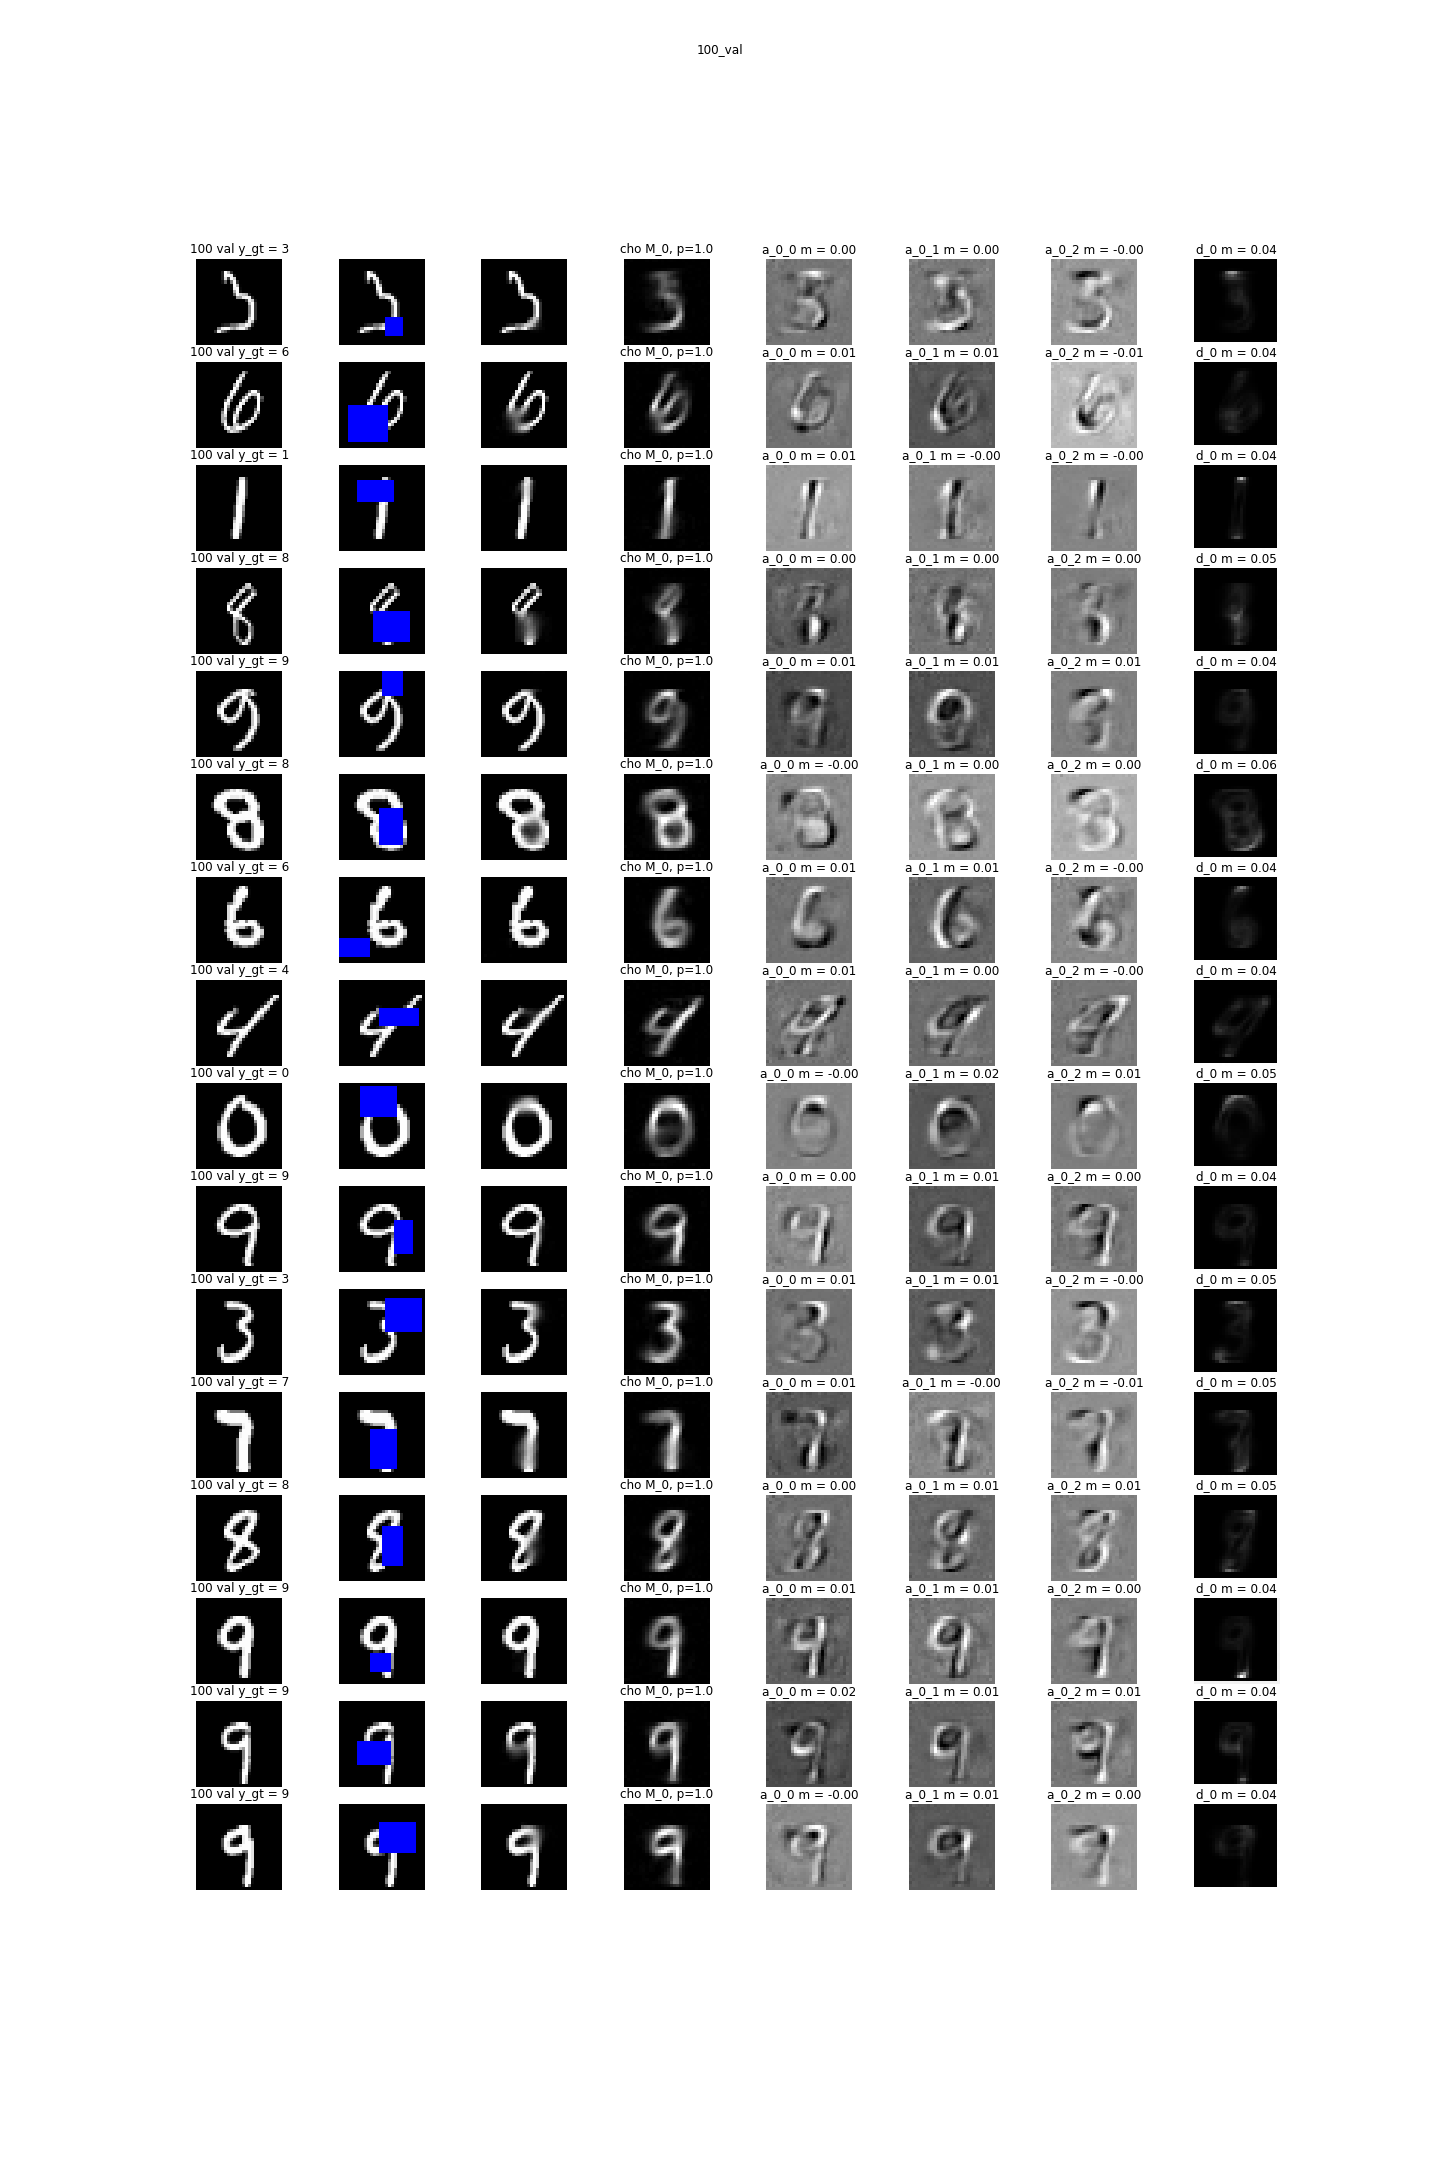 100_val
100 val y_gt = 3 cho M_0, p=1.0 a_0_0 m = 0.00 a_0_1 m = 0.00 a_0_2 m = -0.00 d_0 m = 0.04
100 val y_gt = 6 cho M_0, p=1.0 a_0_0 m = 0.01 a_0_1 m = 0.01 a_0_2 m = -0.01 d_0 m = 0.04
100 val y_gt = 1 cho M_0, p=1.0 a_0_0 m = 0.01 a_0_1 m = -0.00 a_0_2 m = -0.00 d_0 m = 0.04
100 val y_gt = 8 cho M_0, p=1.0 a_0_0 m = 0.00 a_0_1 m = 0.00 a_0_2 m = 0.00 d_0 m = 0.05
100 val y_gt = 9 cho M_0, p=1.0 a_0_0 m = 0.01 a_0_1 m = 0.01 a_0_2 m = 0.01 d_0 m = 0.04
100 val y_gt = 8 cho M_0, p=1.0 a_0_0 m = -0.00 a_0_1 m = 0.00 a_0_2 m = 0.00 d_0 m = 0.06
100 val y_gt = 6 cho M_0, p=1.0 a_0_0 m = 0.01 a_0_1 m = 0.01 a_0_2 m = -0.00 d_0 m = 0.04
100 val y_gt = 4 cho M_0, p=1.0 a_0_0 m = 0.01 a_0_1 m = 0.00 a_0_2 m = -0.00 d_0 m = 0.04
100 val y_gt = 0 cho M_0, p=1.0 a_0_0 m = -0.00 a_0_1 m = 0.02 a_0_2 m = 0.01 d_0 m = 0.05
100 val y_gt = 9 cho M_0, p=1.0 a_0_0 m = 0.00 a_0_1 m = 0.01 a_0_2 m = 0.00 d_0 m = 0.04
100 val y_gt = 3 cho M_0, p=1.0 a_0_0 m = 0.01 a_0_1 m = 0.01 a_0_2 m = -0.00 d_0 m = 0.05
100 val y_gt = 7 cho M_0, p=1.0 a_0_0 m = 0.01 a_0_1 m = -0.00 a_0_2 m = -0.01 d_0 m = 0.05
100 val y_gt = 8 cho M_0, p=1.0 a_0_0 m = 0.00 a_0_1 m = 0.01 a_0_2 m = 0.01 d_0 m = 0.05
100 val y_gt = 9 cho M_0, p=1.0 a_0_0 m = 0.01 a_0_1 m = 0.01 a_0_2 m = 0.00 d_0 m = 0.04
100 val y_gt = 9 cho M_0, p=1.0 a_0_0 m = 0.02 a_0_1 m = 0.01 a_0_2 m = 0.01 d_0 m = 0.04
100 val y_gt = 9 cho M_0, p=1.0 a_0_0 m = -0.00 a_0_1 m = 0.01 a_0_2 m = 0.00 d_0 m = 0.04